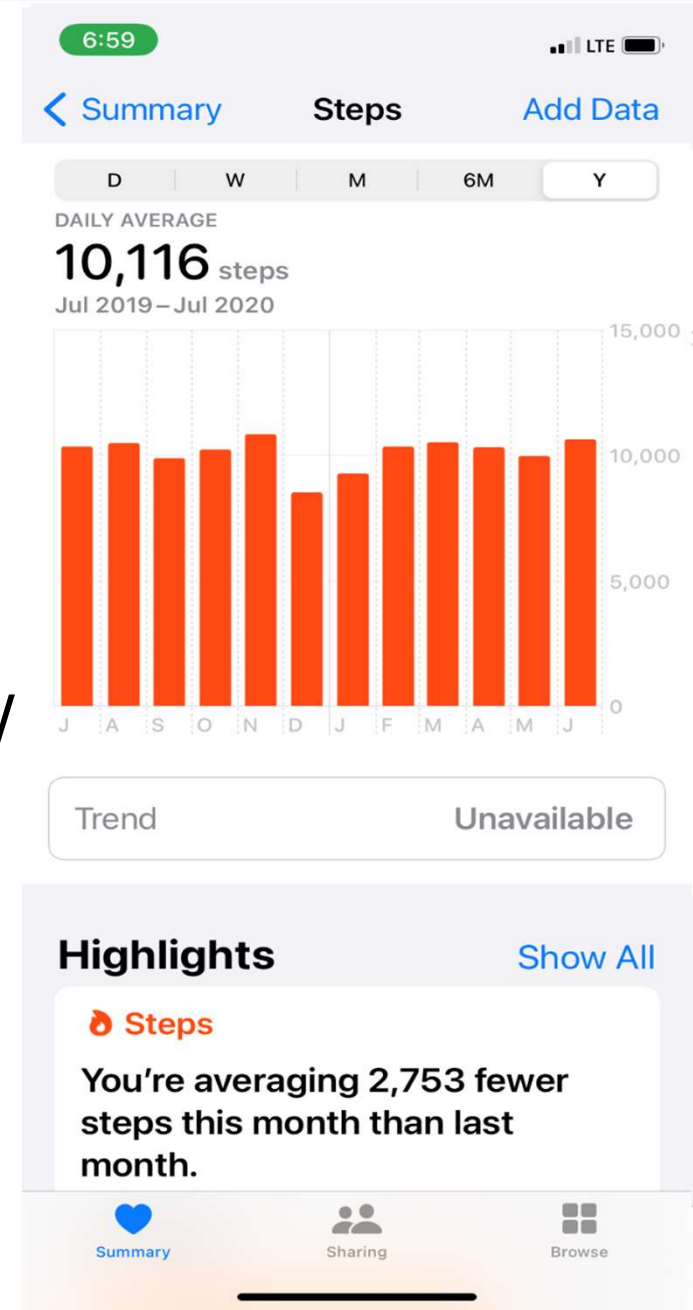 6:59
LTE
Summary Steps Add Data
D W M 6M Y
DAILY AVERAGE
10,116 steps
Jul 2019–Jul 2020
15,000
10,000
5,000
0
J A S O N D J F M A M J
/
Trend Unavailable
Highlights Show All
Steps
You’re averaging 2,753 fewer
steps this month than last
month.
Summary Sharing Browse